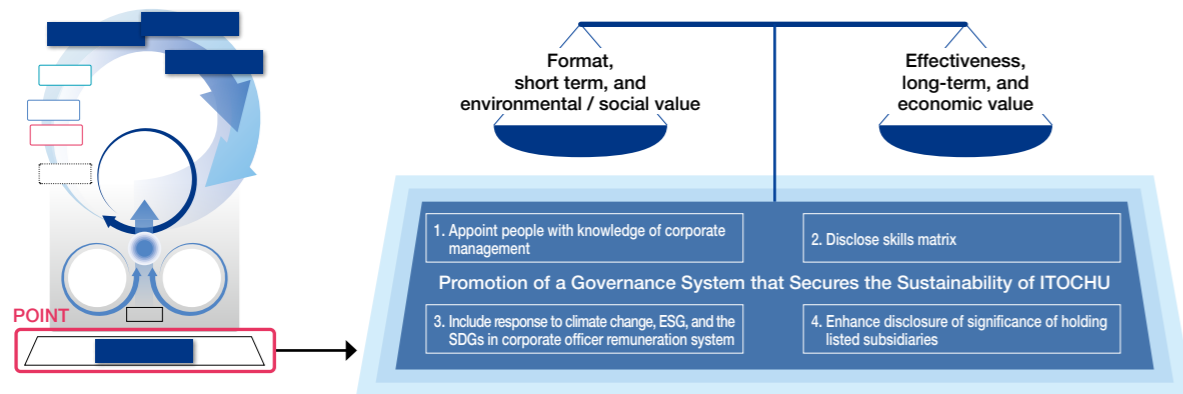 Format,
short term, and
environmental / social value
Effectiveness,
long-term, and
economic value
1. Appoint people with knowledge of corporate
management
2. Disclose skills matrix
Promotion of a Governance System that Secures the Sustainability of ITOCHU
3. Include response to climate change, ESG, and the
SDGs in corporate officer remuneration system
4. Enhance disclosure of significance of holding
listed subsidiaries
POINT